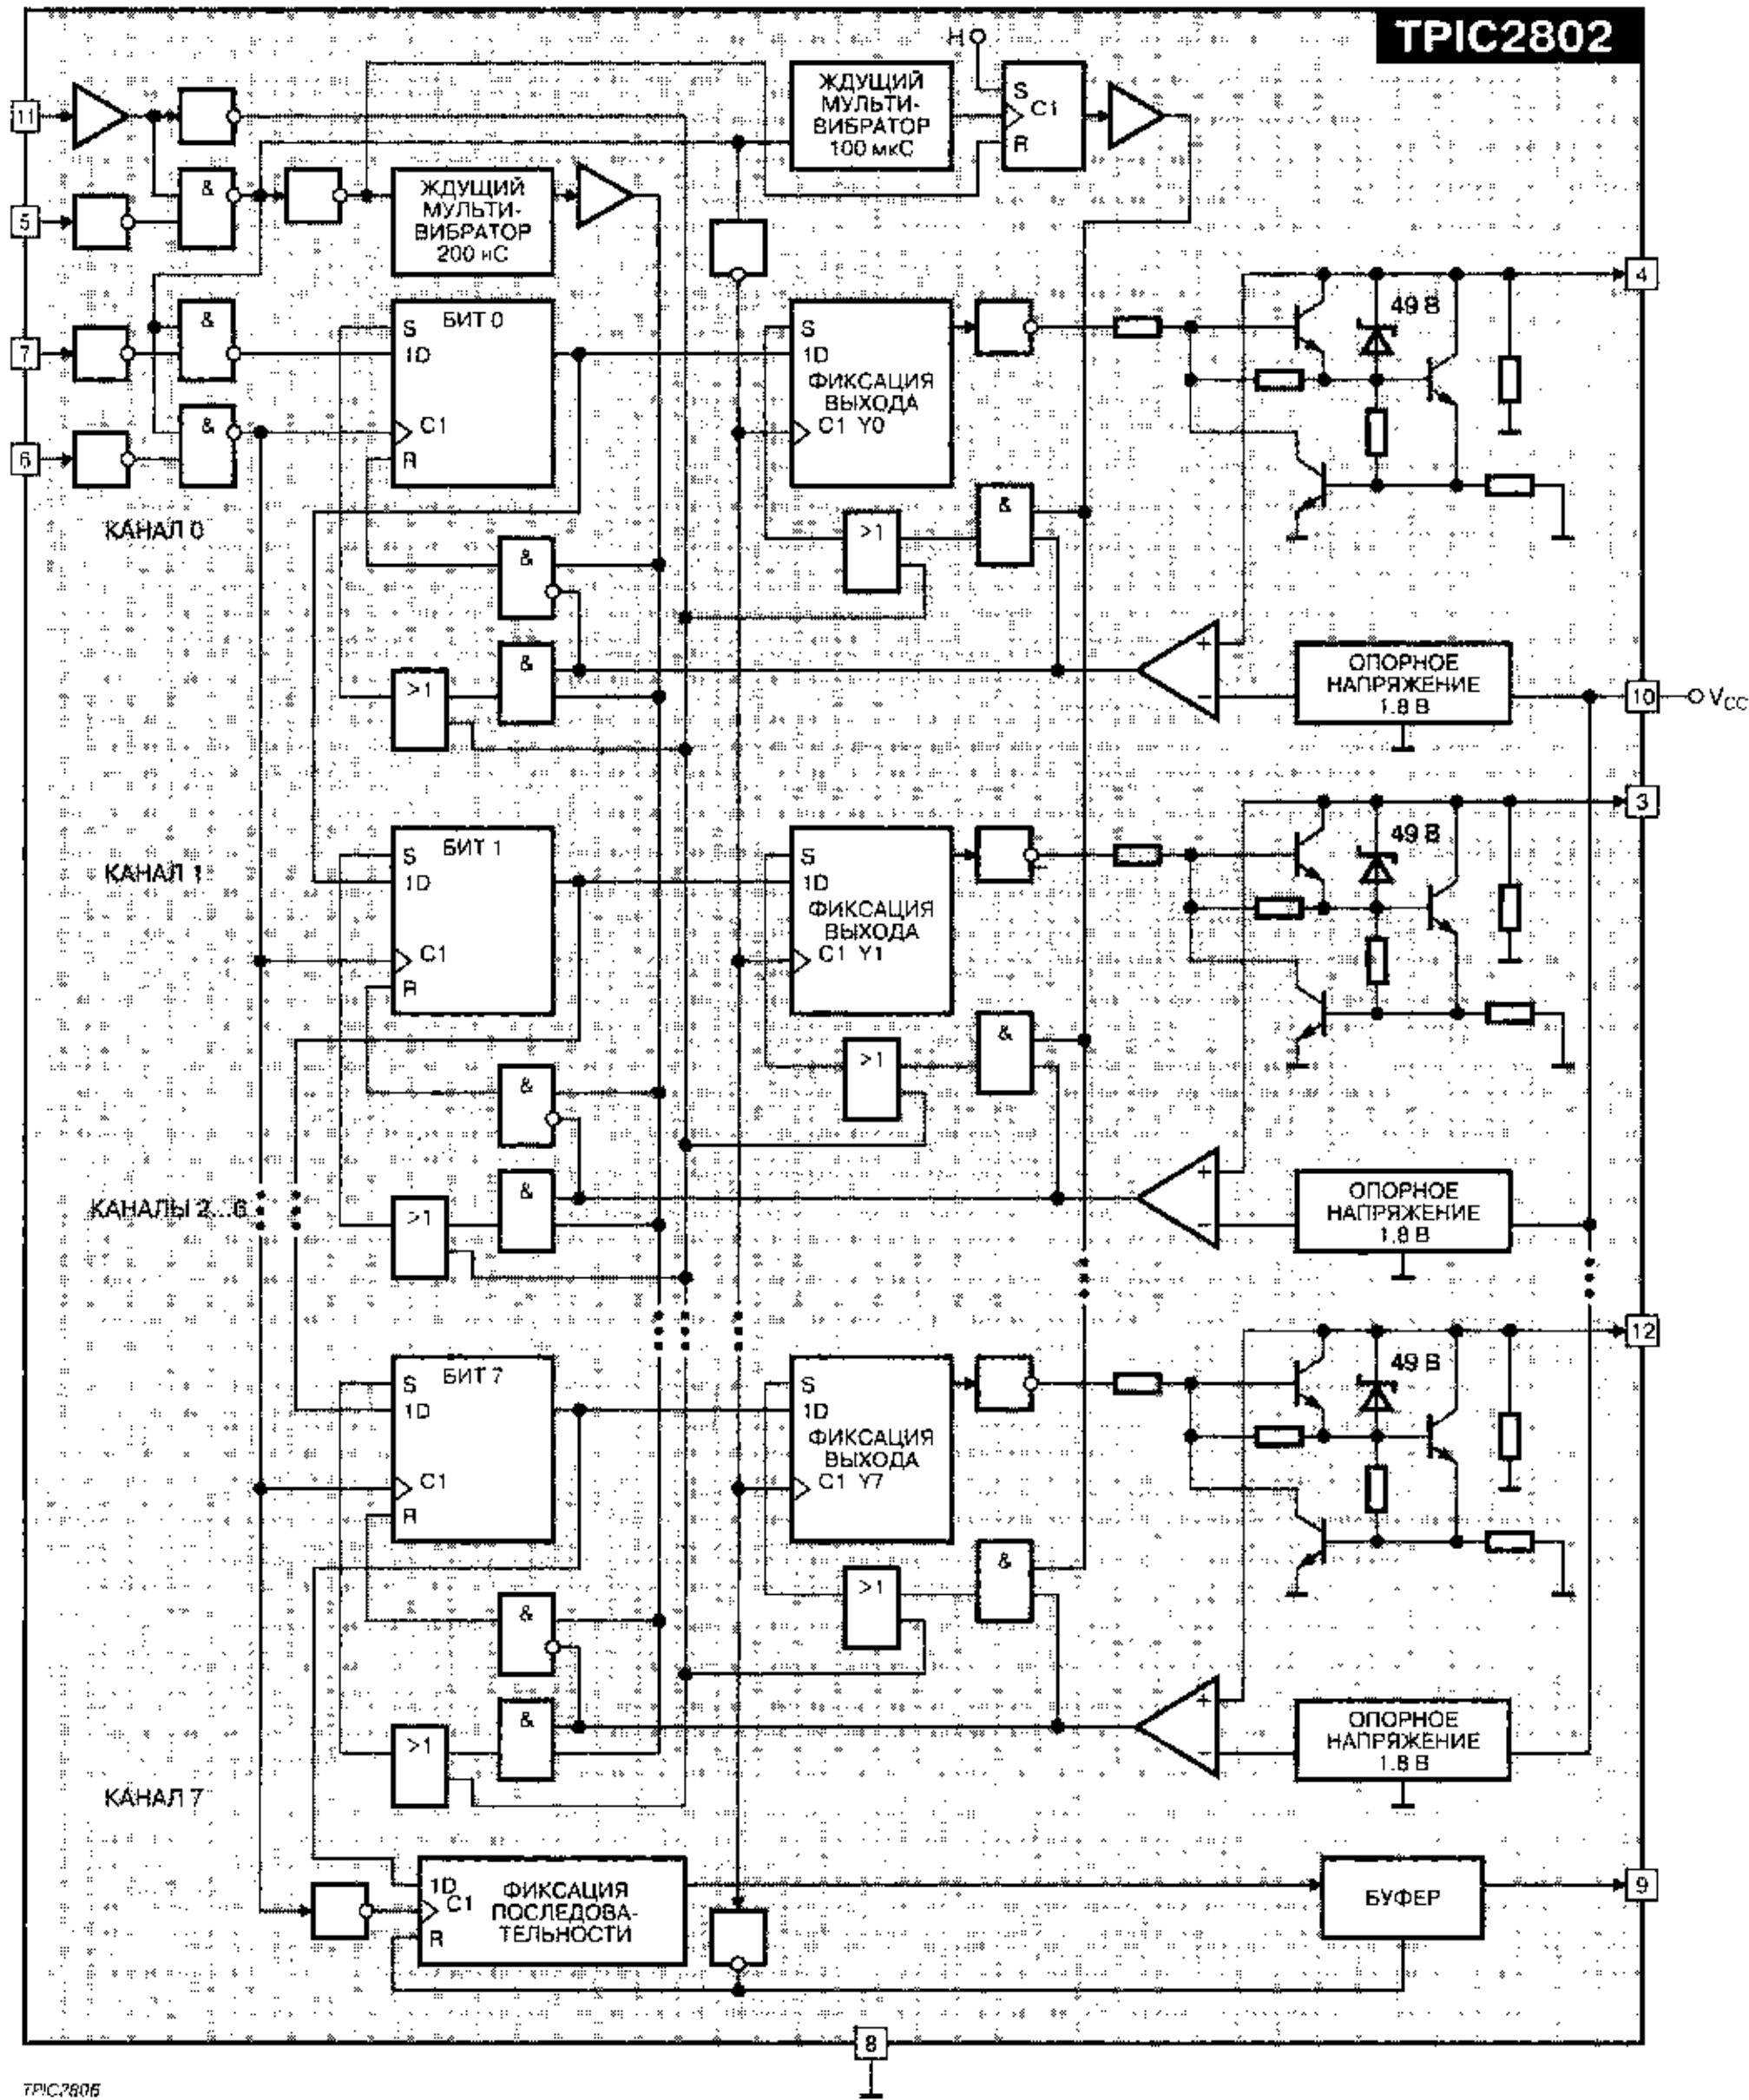 TPIC2802
H
11
ЖДУЩИЙ
МУЛЬТИ-
ВИБРАТОР
100 мкС
S
C1
R
5
&
ЖДУЩИЙ
МУЛЬТИ-
ВИБРАТОР
200 нС
4
7
&
S
БИТ 0
1D
C1
R
S
1D
ФИКСАЦИЯ
ВЫХОДА
C1 Y0
49 В
6
&
КАНАЛ 0
&
>1
&
&
>1
+
−
ОПОРНОЕ
НАПРЯЖЕНИЕ
1.8 В
10
VCC
3
КАНАЛ 1
S
БИТ 1
1D
C1
R
S
1D
ФИКСАЦИЯ
ВЫХОДА
C1 Y1
49 В
&
>1
&
КАНАЛЫ 2...6
&
>1
+
−
ОПОРНОЕ
НАПРЯЖЕНИЕ
1.8 В
12
S
БИТ 7
1D
C1
R
S
1D
ФИКСАЦИЯ
ВЫХОДА
C1 Y7
49 В
&
>1
&
&
>1
+
−
ОПОРНОЕ
НАПРЯЖЕНИЕ
1.8 В
КАНАЛ 7
1D
C1
R
ФИКСАЦИЯ
ПОСЛЕДОВА-
ТЕЛЬНОСТИ
БУФЕР
9
8
TPIC280Б